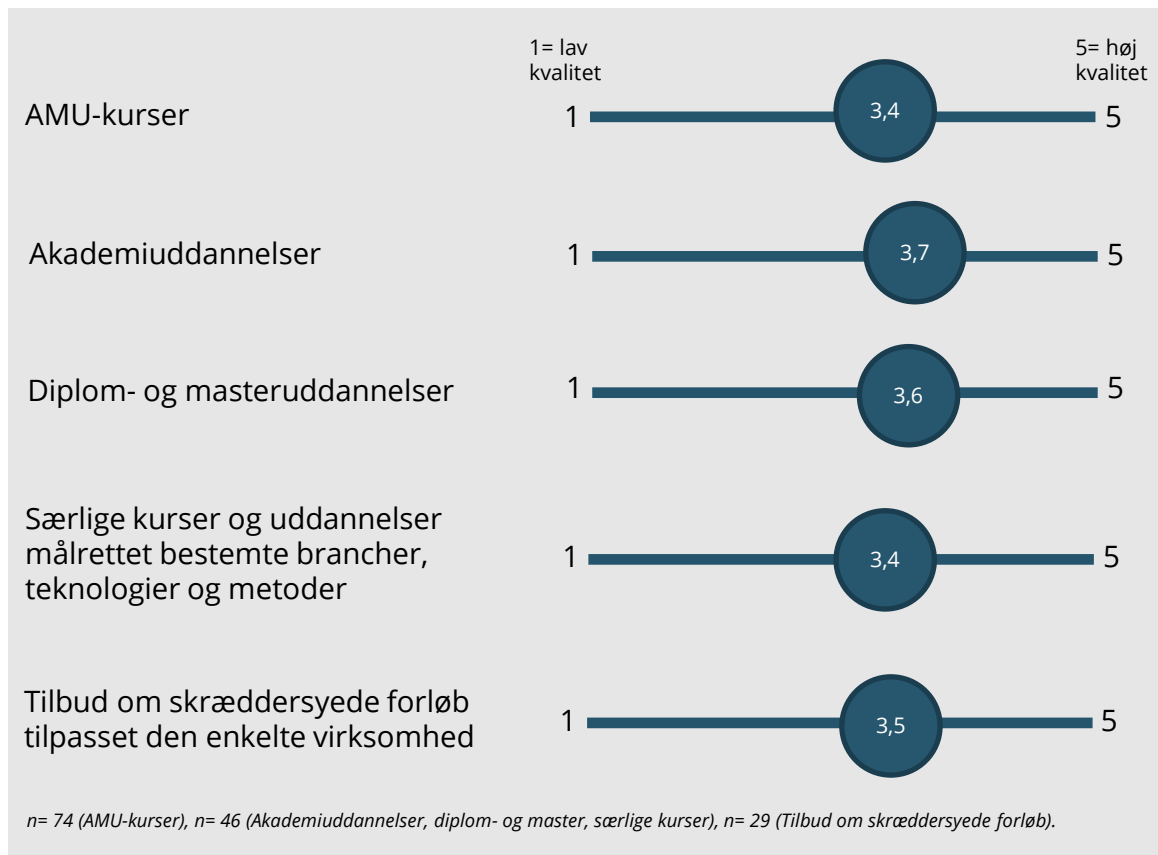 1= lav
kvalitet
5= høj
kvalitet
AMU-kurser
1
3,4
5
Akademiuddannelser
1
3,7
5
Diplom- og masteruddannelser
1
3,6
5
Særlige kurser og uddannelser
målrettet bestemte brancher,
teknologier og metoder
1
3,4
5
Tilbud om skræddersyede forløb
tilpasset den enkelte virksomhed
1
3,5
5
n= 74 (AMU-kurser), n= 46 (Akademiuddannelser, diplom- og master, særlige kurser), n= 29 (Tilbud om skræddersyede forløb).